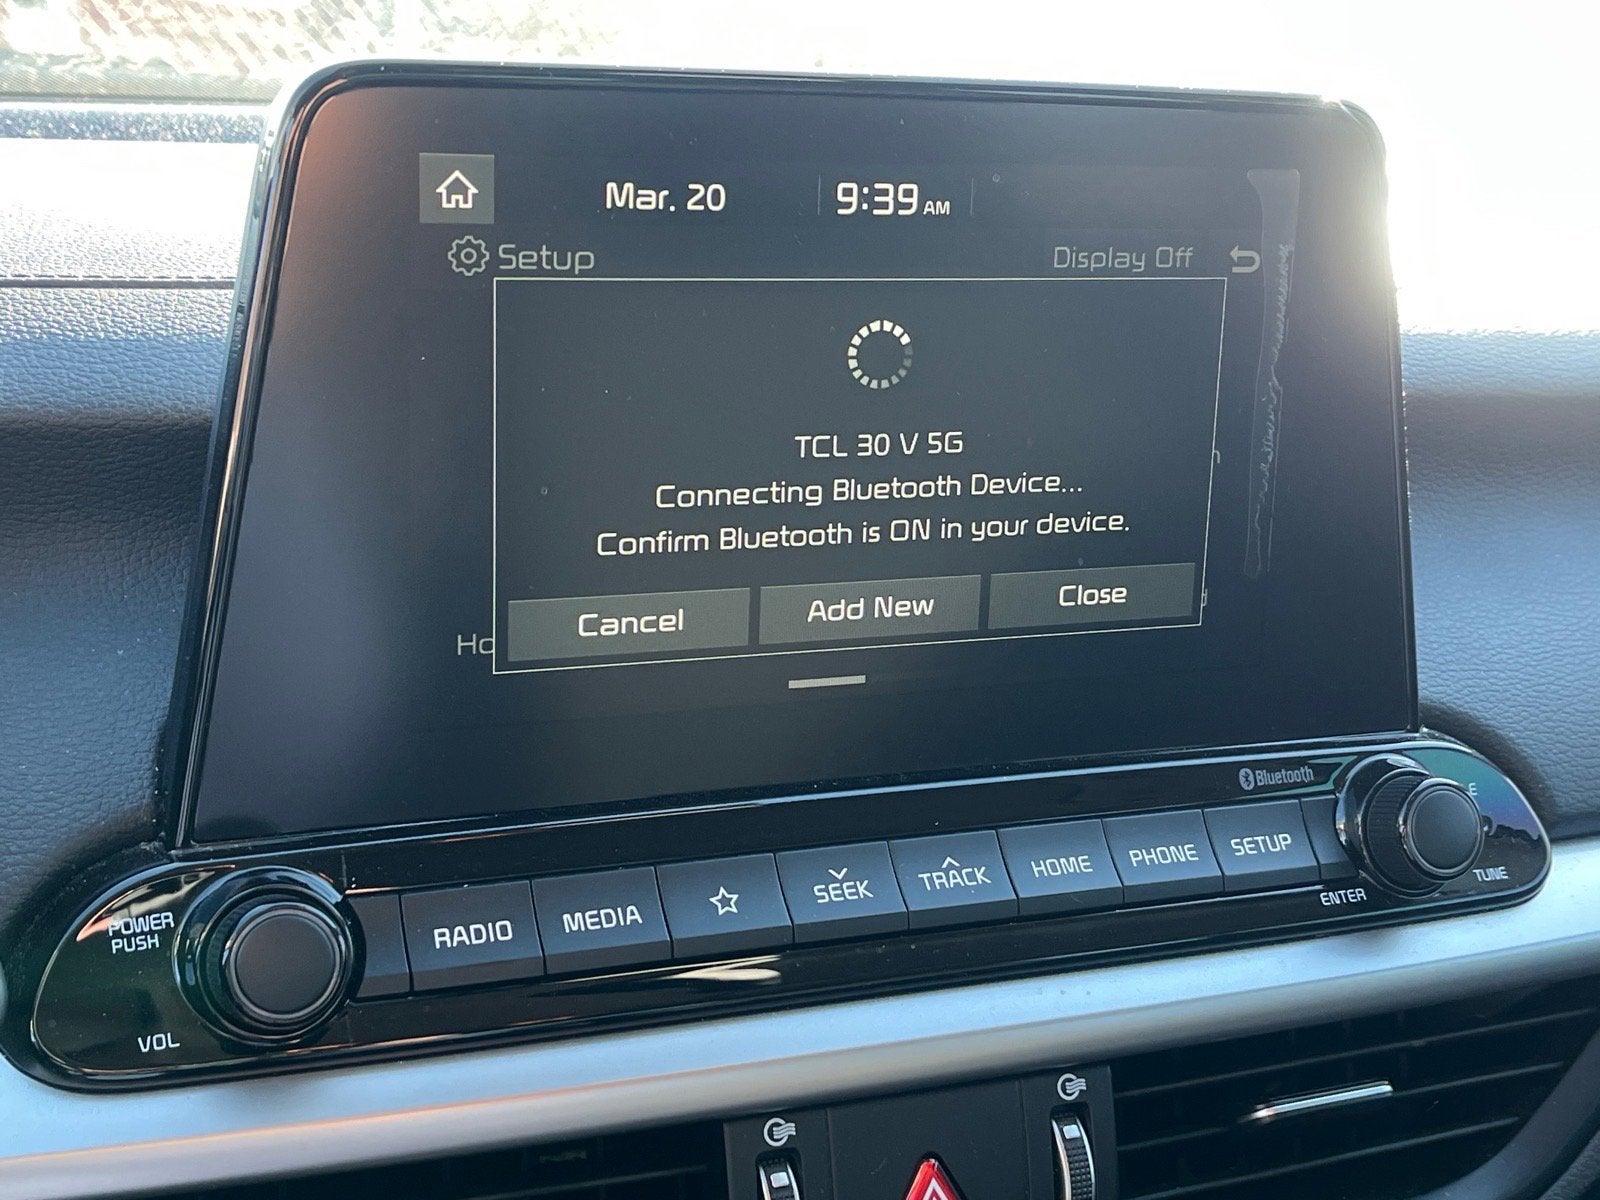 Mar. 20
9:39 AM
Setup
Display Off
TCL 30 V 5G
Connecting Bluetooth Device...
Confirm Bluetooth is ON in your device.
Cancel
Add New
Close
Bluetooth
POWER
PUSH
VOL
RADIO
MEDIA
SEEK
TRACK
HOME
PHONE
SETUP
ENTER
TUNE